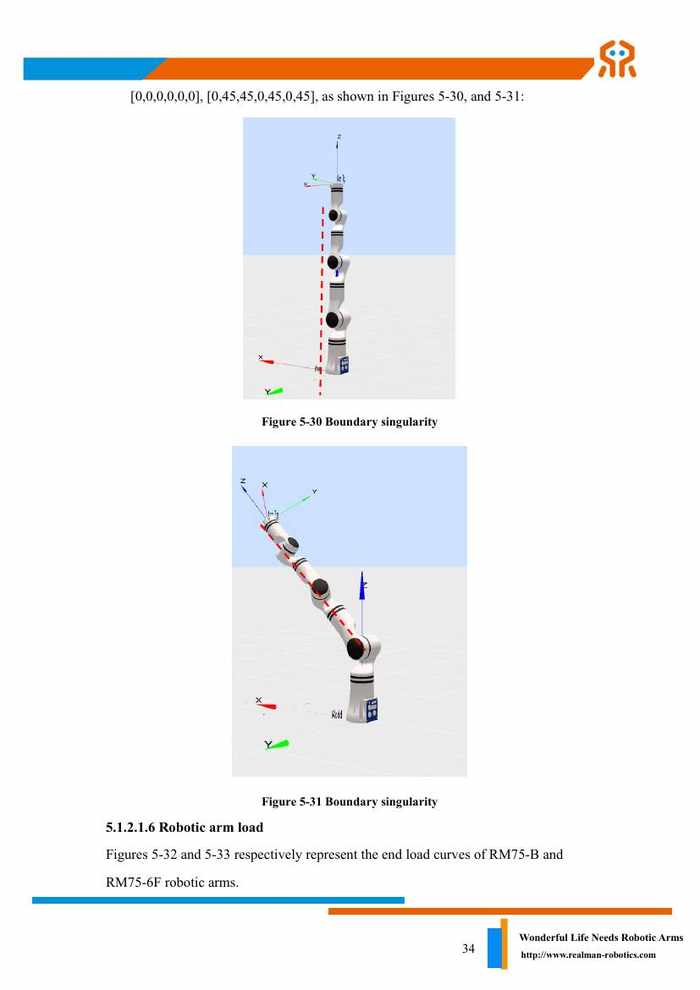 [0,0,0,0,0,0], [0,45,45,0,45,0,45], as shown in Figures 5-30, and 5-31:
Z
Y
X
Y
Figure 5-30 Boundary singularity
Z
X
Y
Z
X
Y
Figure 5-31 Boundary singularity
5.1.2.1.6 Robotic arm load
Figures 5-32 and 5-33 respectively represent the end load curves of RM75-B and
RM75-6F robotic arms.
34
Wonderful Life Needs Robotic Arms
http://www.realman-robotics.com